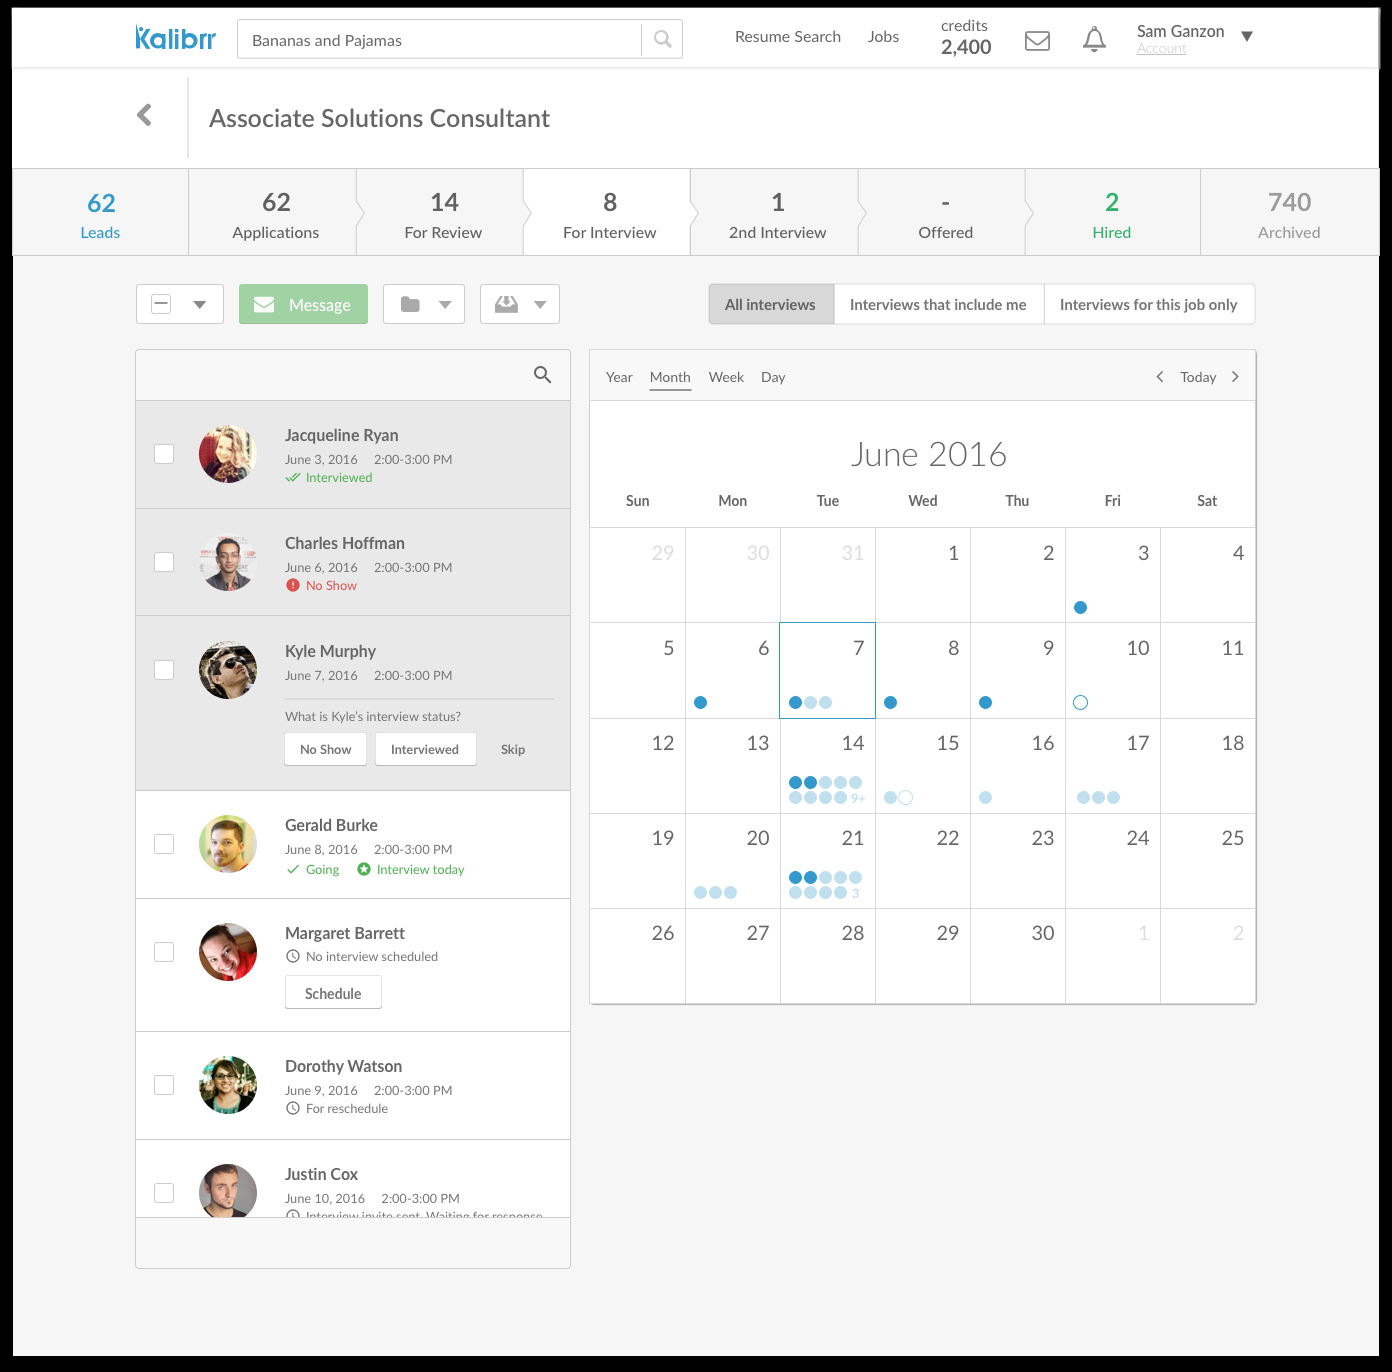 Kalibrr
Bananas and Pajamas
Resume Search
Jobs
credits
2,400
Sam Ganzon
Account
Associate Solutions Consultant
62
Leads
62
Applications
14
For Review
8
For Interview
1
2nd Interview
-
Offered
2
Hired
740
Archived
Message
All interviews
Interviews that include me
Interviews for this job only
Jacqueline Ryan
June 3, 2016 2:00-3:00 PM
Interviewed
Charles Hoffman
June 6, 2016 2:00-3:00 PM
No Show
Kyle Murphy
June 7, 2016 2:00-3:00 PM
What is Kyle's interview status?
No Show Interviewed Skip
Gerald Burke
June 8, 2016 2:00-3:00 PM
Going Interview today
Margaret Barrett
No interview scheduled
Schedule
Dorothy Watson
June 9, 2016 2:00-3:00 PM
For reschedule
Justin Cox
June 10, 2016 2:00-3:00 PM
Interview invite sent. Waiting for response
Year Month Week Day
Today
June 2016
Sun Mon Tue Wed Thu Fri Sat
29 30 31 1 2 3 4
5 6 7 8 9 10 11
12 13 14 15 16 17 18
9+
19 20 21 22 23 24 25
3
26 27 28 29 30 1 2